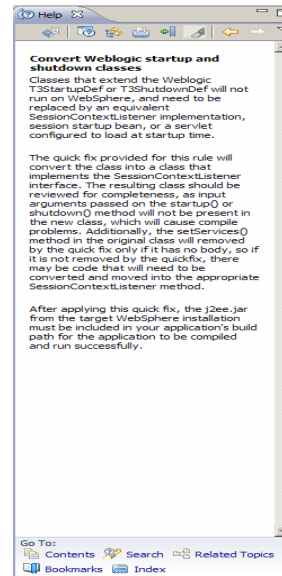 Help
Convert Weblogic startup and
shutdown classes
Classes that extend the Weblogic
T3StartupDef or T3ShutdownDef will not
run on WebSphere, and need to be
replaced by an equivalent
SessionContextListener implementation,
session startup bean, or a servlet
configured to load at startup time.
The quick fix provided for this rule will
convert the class into a class that
implements the SessionContextListener
interface. The resulting class should be
reviewed for completeness, as input
arguments passed on the startup() or
shutdown() method will not be present in
the new class, which will cause compile
problems. Additionally, the setServices()
method in the original class will removed
by the quick fix only if it has no body, so if
it is not removed by the quickfix, there
may be code that will need to be
converted and moved into the appropriate
SessionContextListener method.
After applying this quick fix, the j2ee.jar
from the target WebSphere installation
must be included in your application's build
path for the application to be compiled
and run successfully.
Go To:
Contents Search Related Topics
Bookmarks Index